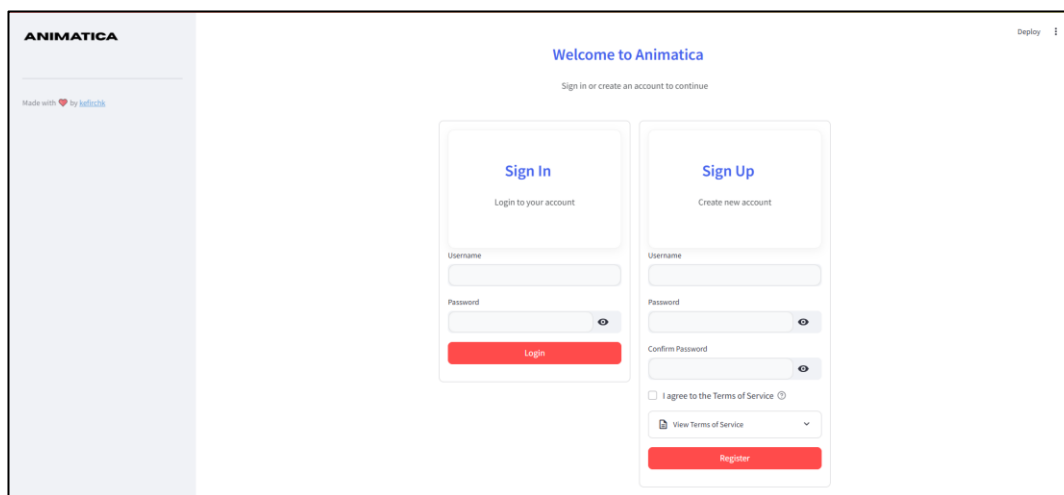 ANIMATICA
Made with ❤️ by kefirchk
Deploy
Welcome to Animatica
Sign in or create an account to continue
Sign In
Login to your account
Username
Password
Login
Sign Up
Create new account
Username
Password
Confirm Password
I agree to the Terms of Service
View Terms of Service
Register